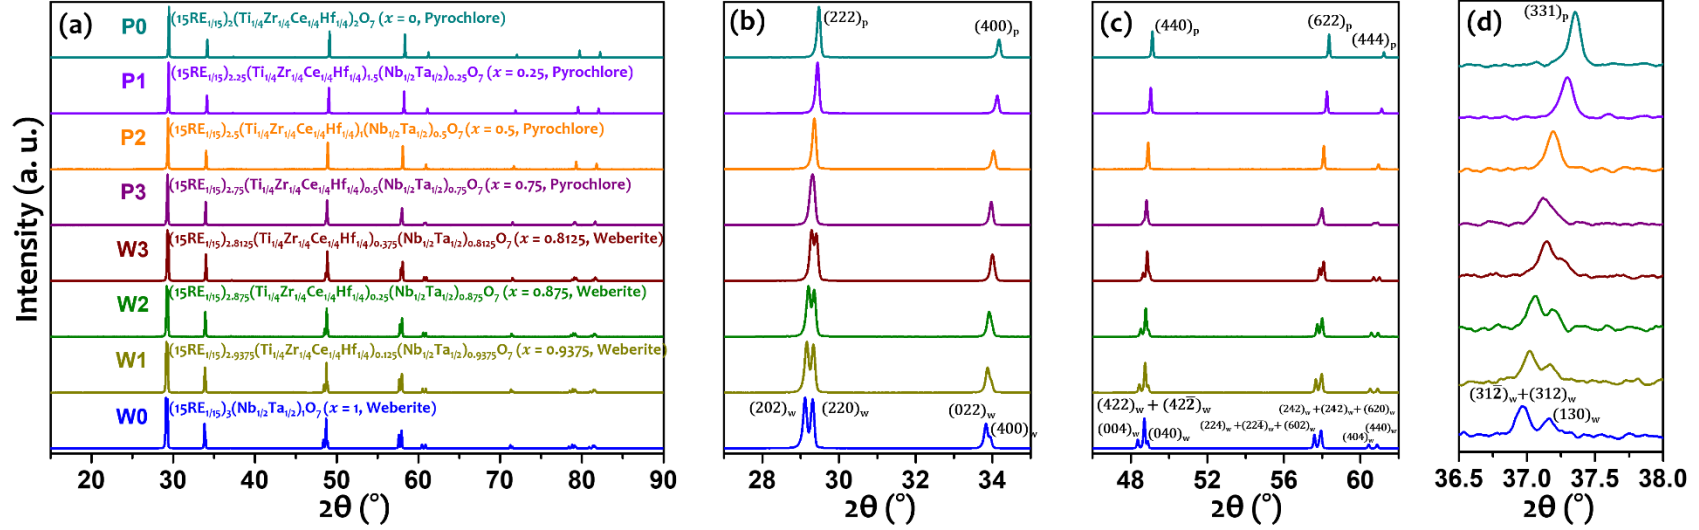 (a)
P0 (15RE₁/₁₅)₂(Ti₁/₄Zr₁/₄Ce₁/₄Hf₁/₄)₂O₇ (x = 0, Pyrochlore)
P1 (15RE₁/₁₅)₂.₂₅(Ti₁/₄Zr₁/₄Ce₁/₄Hf₁/₄)₁.₅(Nb₁/₂Ta₁/₂)₀.₂₅O₇ (x = 0.25, Pyrochlore)
P2 (15RE₁/₁₅)₂.₅(Ti₁/₄Zr₁/₄Ce₁/₄Hf₁/₄)₁(Nb₁/₂Ta₁/₂)₀.₅O₇ (x = 0.5, Pyrochlore)
P3 (15RE₁/₁₅)₂.₇₅(Ti₁/₄Zr₁/₄Ce₁/₄Hf₁/₄)₀.₅(Nb₁/₂Ta₁/₂)₀.₇₅O₇ (x = 0.75, Pyrochlore)
W3 (15RE₁/₁₅)₂.₈₁₂₅(Ti₁/₄Zr₁/₄Ce₁/₄Hf₁/₄)₀.₃₇₅(Nb₁/₂Ta₁/₂)₀.₈₁₂₅O₇ (x = 0.8125, Weberite)
W2 (15RE₁/₁₅)₂.₈₇₅(Ti₁/₄Zr₁/₄Ce₁/₄Hf₁/₄)₀.₂₅(Nb₁/₂Ta₁/₂)₀.₈₇₅O₇ (x = 0.875, Weberite)
W1 (15RE₁/₁₅)₂.₉₃₇₅(Ti₁/₄Zr₁/₄Ce₁/₄Hf₁/₄)₀.₁₂₅(Nb₁/₂Ta₁/₂)₀.₉₃₇₅O₇ (x = 0.9375, Weberite)
W0 (15RE₁/₁₅)₃(Nb₁/₂Ta₁/₂)₁O₇ (x = 1, Weberite)
Intensity (a. u.)
20 30 40 50 60 70 80 90
2θ (°)
(b)
(222)p
(400)p
(202)w (220)w (022)w
(400)w
28 30 32 34
2θ (°)
(c)
(440)p
(622)p
(444)p
(422)w + (422̅)w
(004)w (040)w
(242)w + (24̅2)w + (620)w
(224)w + (224̅)w + (602)w
(440)w
(404)w
48 52 56 60
2θ (°)
(d)
(331)p
(312̅)w + (312)w
(130)w
36.5 37.0 37.5 38.0
2θ (°)